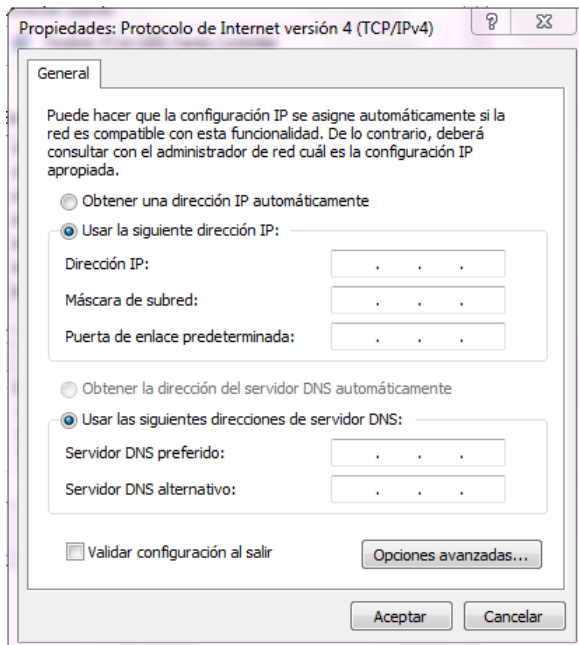 Propiedades: Protocolo de Internet versión 4 (TCP/IPv4)
General
Puede hacer que la configuración IP se asigne automáticamente si la
red es compatible con esta funcionalidad. De lo contrario, deberá
consultar con el administrador de red cuál es la configuración IP
apropiada.
Obtener una dirección IP automáticamente
Usar la siguiente dirección IP:
Dirección IP:
Máscara de subred:
Puerta de enlace predeterminada:
Obtener la dirección del servidor DNS automáticamente
Usar las siguientes direcciones de servidor DNS:
Servidor DNS preferido:
Servidor DNS alternativo:
Validar configuración al salir
Opciones avanzadas...
Aceptar Cancelar